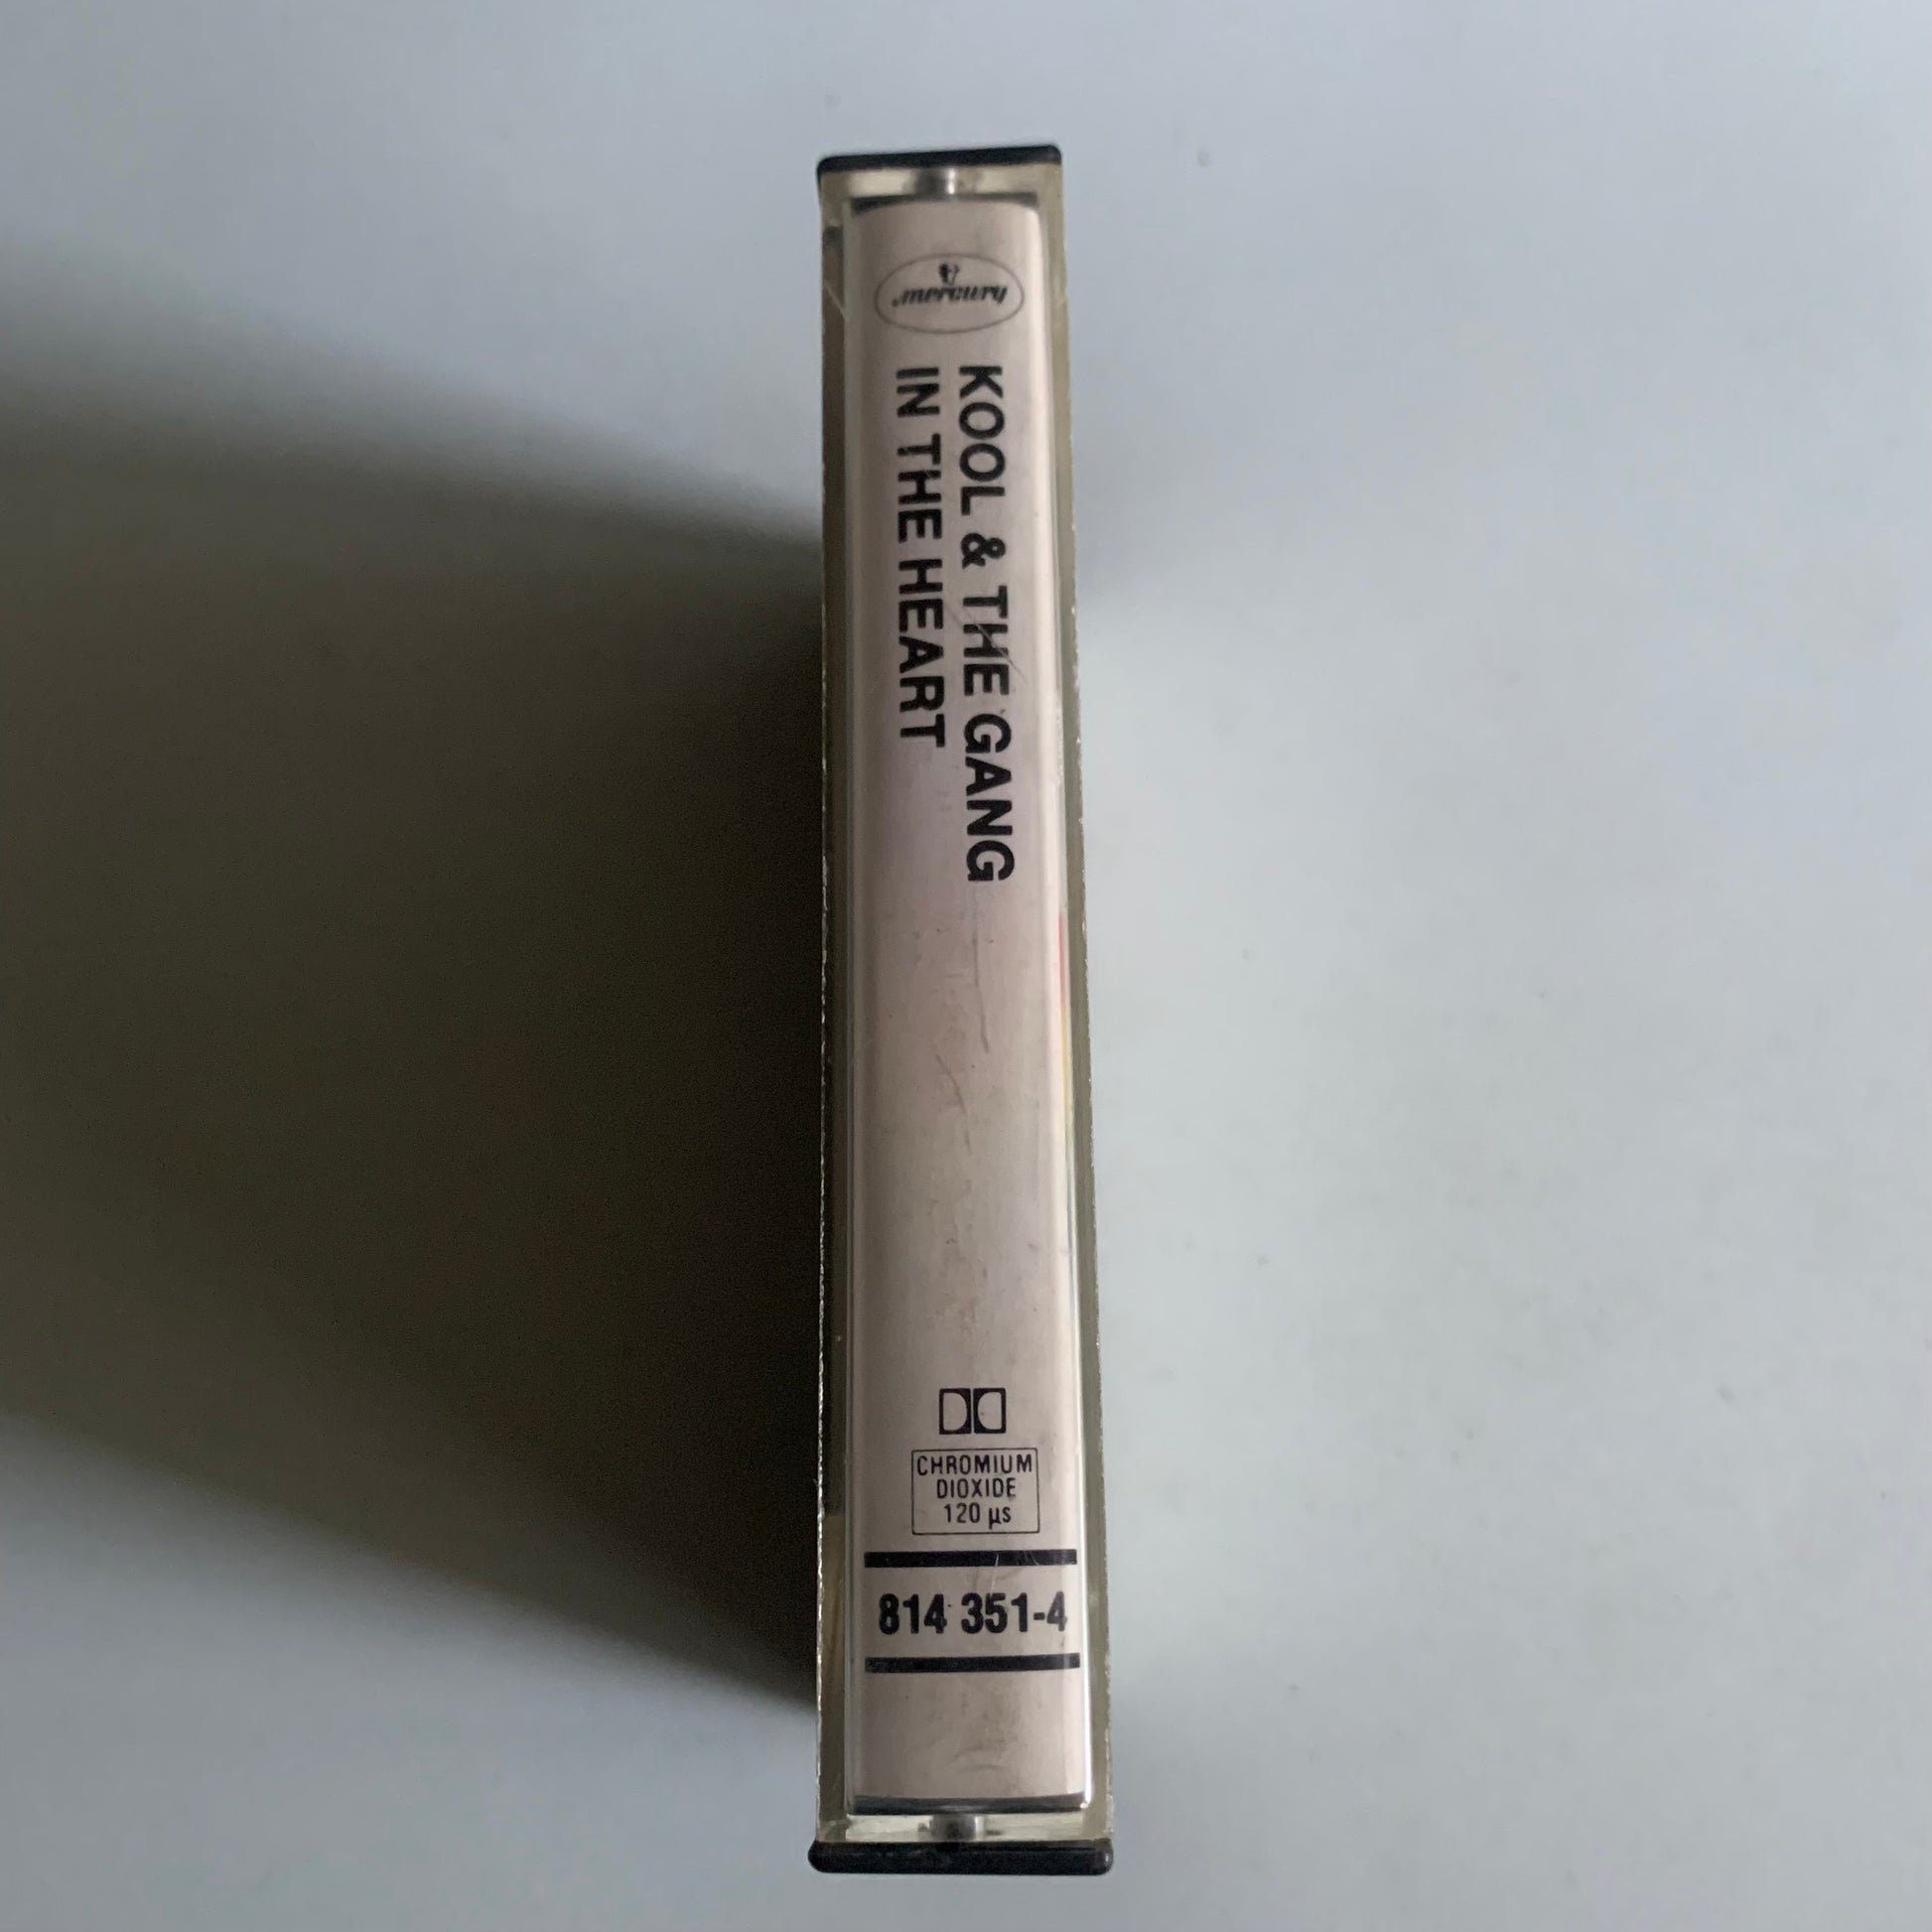 mercury
KOOL & THE GANG
IN THE HEART
CHROMIUM
DIOXIDE
120 µs
814 351-4